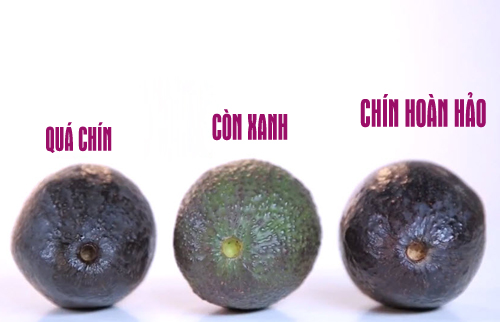 QUÁ CHÍN
CÒN XANH
CHÍN HOÀN HẢO